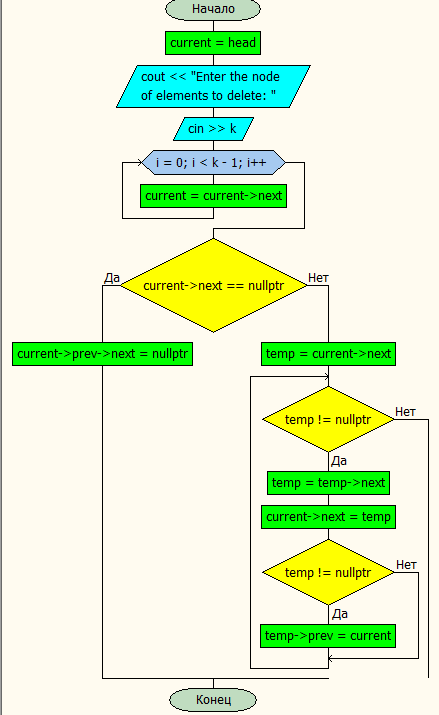 Начало
current = head
cout << "Enter the node
of elements to delete: "
cin >> k
i = 0; i < k - 1; i++
current = current->next
Да
current->next == nullptr
Нет
current->prev->next = nullptr
temp = current->next
temp != nullptr
Нет
Да
temp = temp->next
current->next = temp
temp != nullptr
Нет
Да
temp->prev = current
Конец